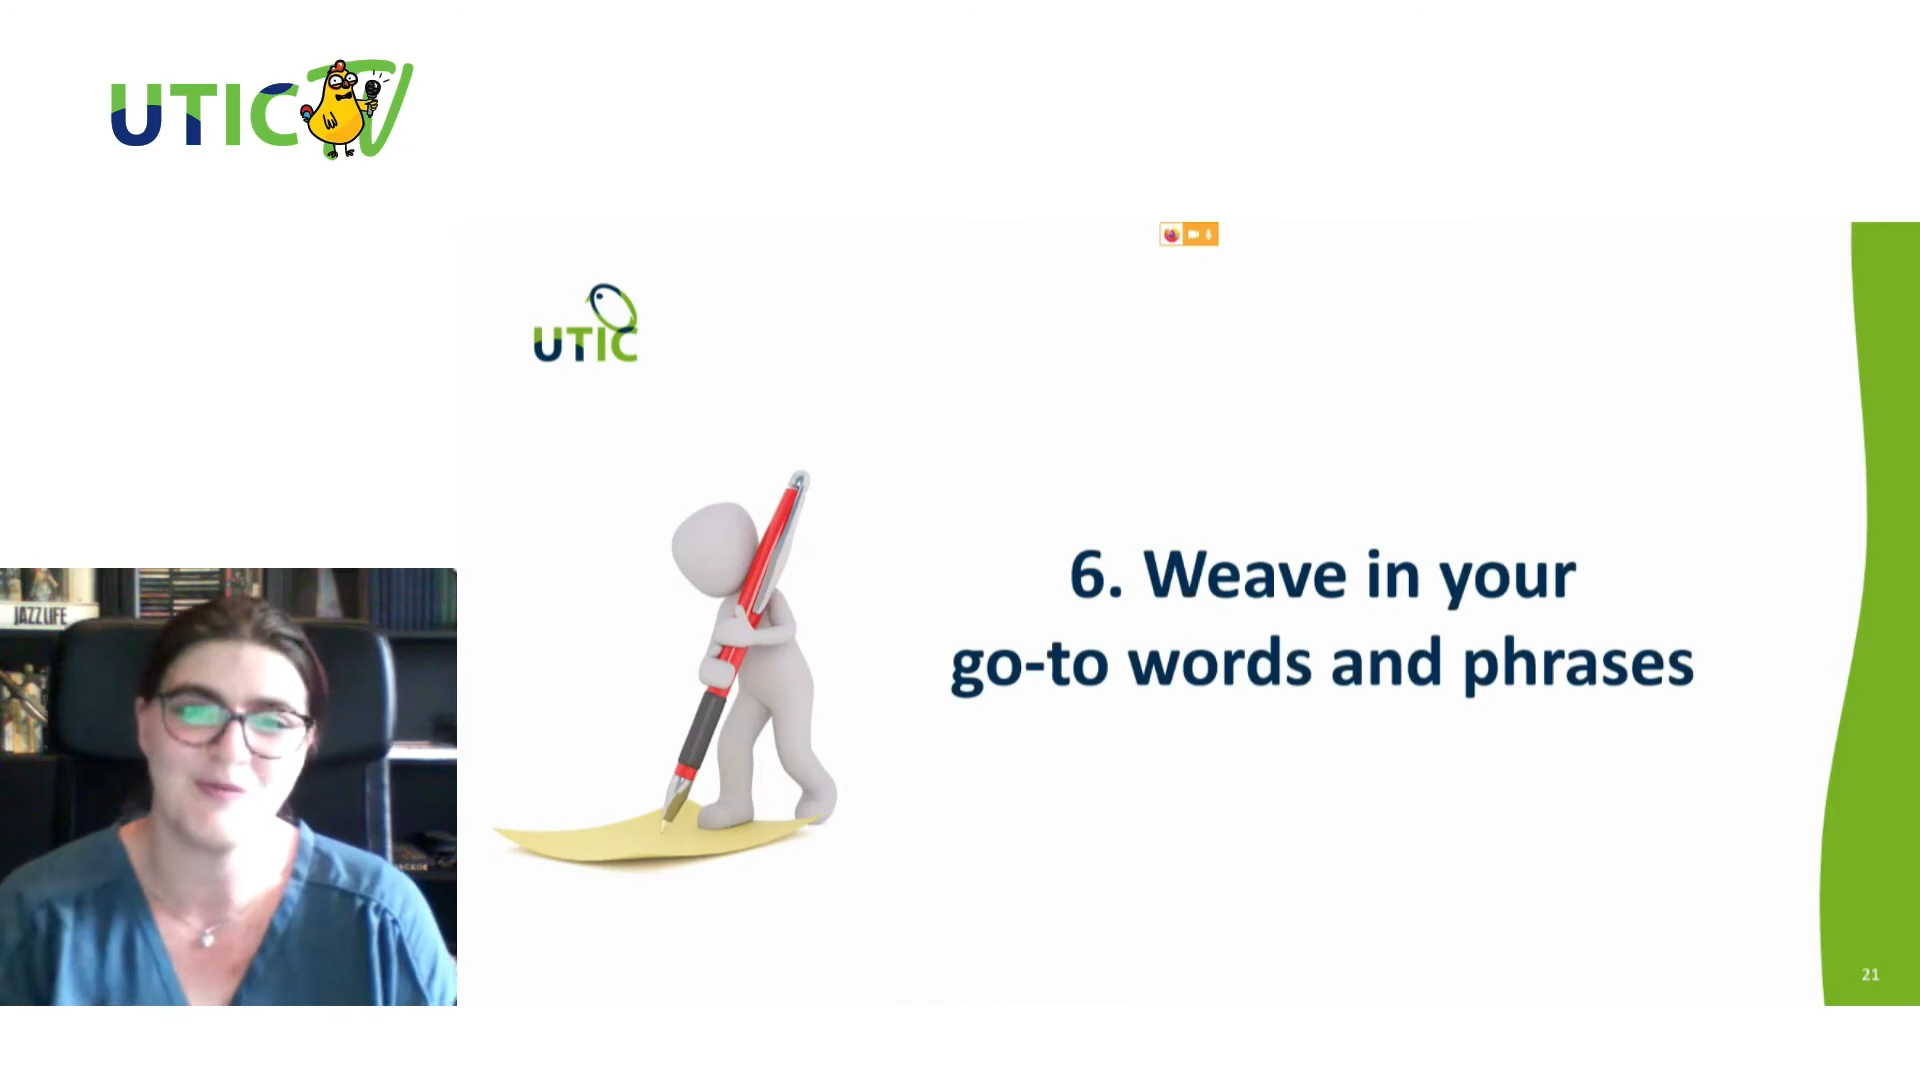 UTIC TV
UTIC
6. Weave in your
go-to words and phrases
JAZZ LIFE
21